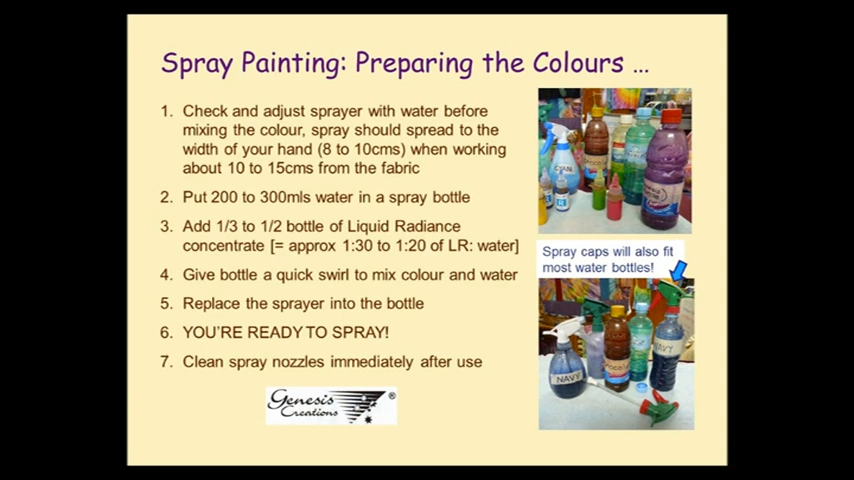 Spray Painting: Preparing the Colours ...
1. Check and adjust sprayer with water before
mixing the colour, spray should spread to the
width of your hand (8 to 10cms) when working
about 10 to 15cms from the fabric
2. Put 200 to 300mls water in a spray bottle
3. Add 1/3 to 1/2 bottle of Liquid Radiance
concentrate [= approx 1:30 to 1:20 of LR: water]
4. Give bottle a quick swirl to mix colour and water
5. Replace the sprayer into the bottle
6. YOU'RE READY TO SPRAY!
7. Clean spray nozzles immediately after use
Genesis
Creations ®
CYAN
Spray caps will also fit
most water bottles!
NAVY
NAVY